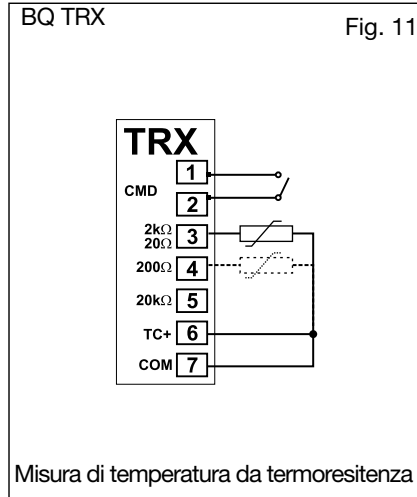 BQ TRX
Fig. 11
TRX
CMD
1
2
2kΩ
20Ω
3
200Ω 4
20kΩ 5
TC+ 6
COM 7
Misura di temperatura da termoresitenza